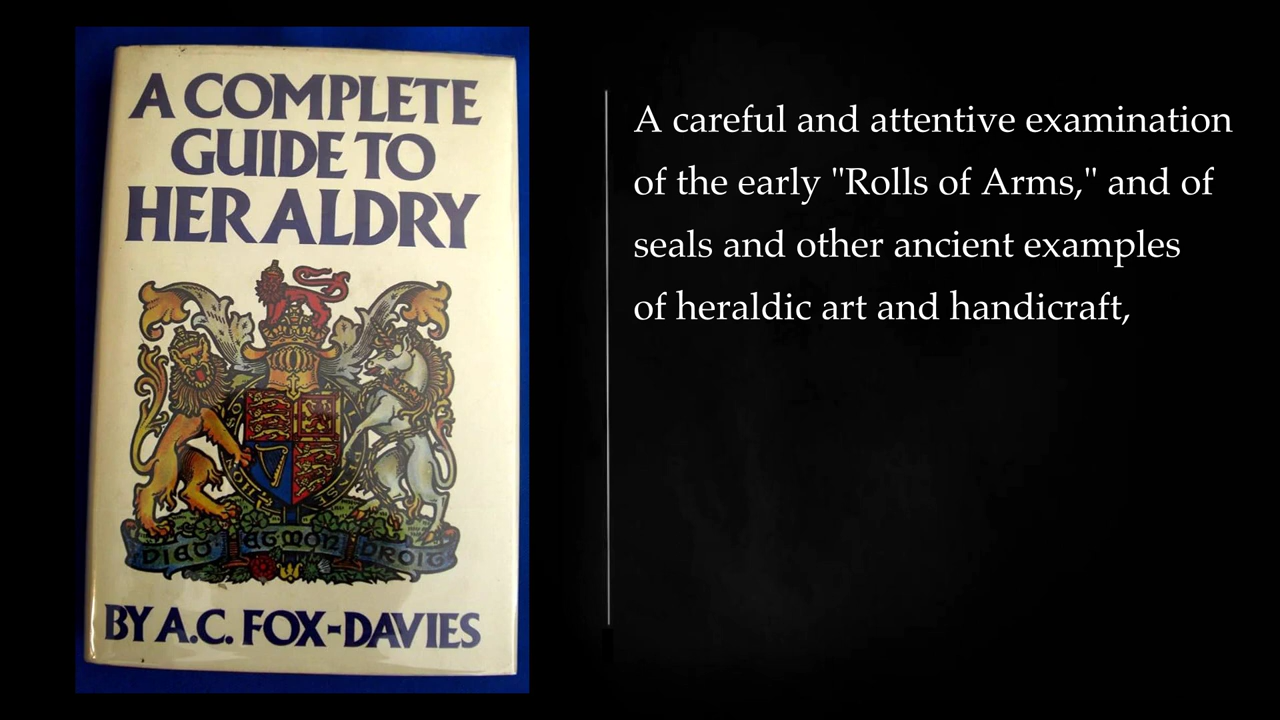 A COMPLETE
GUIDE TO
HERALDRY
DIEU ET MON DROIT
BY A.C. FOX-DAVIES
A careful and attentive examination
of the early "Rolls of Arms," and of
seals and other ancient examples
of heraldic art and handicraft,